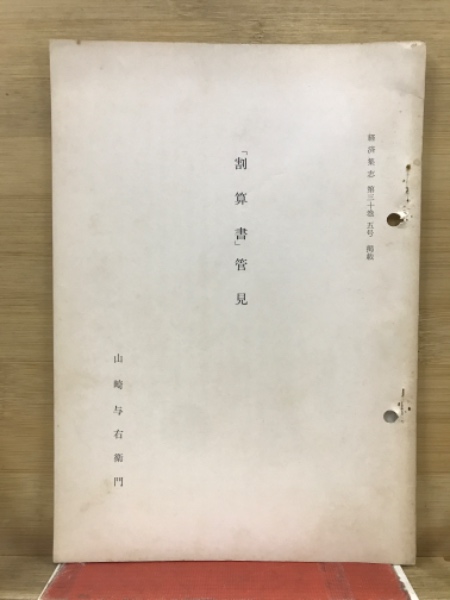 経済集志 第三十巻 五号 掲載
「割算書」管見
山崎与右衛門